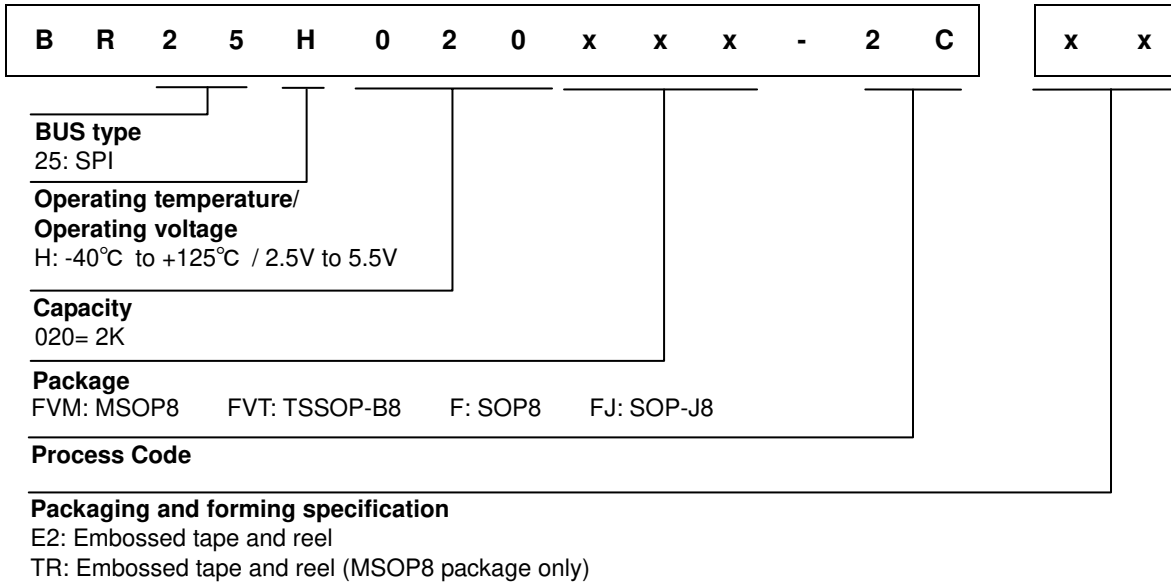 B R 2 5 H 0 2 0 x x x - 2 C x x
BUS type
25: SPI
Operating temperature/
Operating voltage
H: -40℃ to +125℃ / 2.5V to 5.5V
Capacity
020= 2K
Package
FVM: MSOP8 FVT: TSSOP-B8 F: SOP8 FJ: SOP-J8
Process Code
Packaging and forming specification
E2: Embossed tape and reel
TR: Embossed tape and reel (MSOP8 package only)